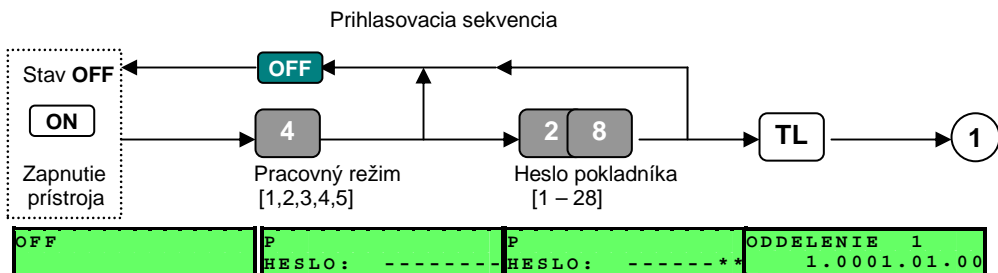 Prihlasovacia sekvencia
Stav OFF
OFF
ON
4
2 8
TL
1
Zapnutie
prístroja
Pracovný režim
[1,2,3,4,5]
Heslo pokladníka
[1 – 28]
OFF
P
HESLO: --------
P
HESLO: ------**
ODDELENIE 1
1.0001.01.00